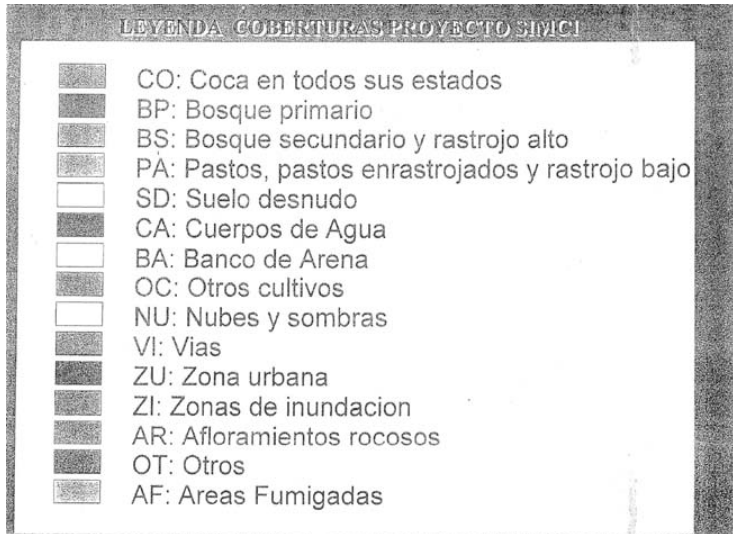 LEYENDA COBERTURAS PROYECTO SIMCI
CO: Coca en todos sus estados
BP: Bosque primario
BS: Bosque secundario y rastrojo alto
PA: Pastos, pastos enrastrojados y rastrojo bajo
SD: Suelo desnudo
CA: Cuerpos de Agua
BA: Banco de Arena
OC: Otros cultivos
NU: Nubes y sombras
VI: Vias
ZU: Zona urbana
ZI: Zonas de inundacion
AR: Afloramientos rocosos
OT: Otros
AF: Areas Fumigadas